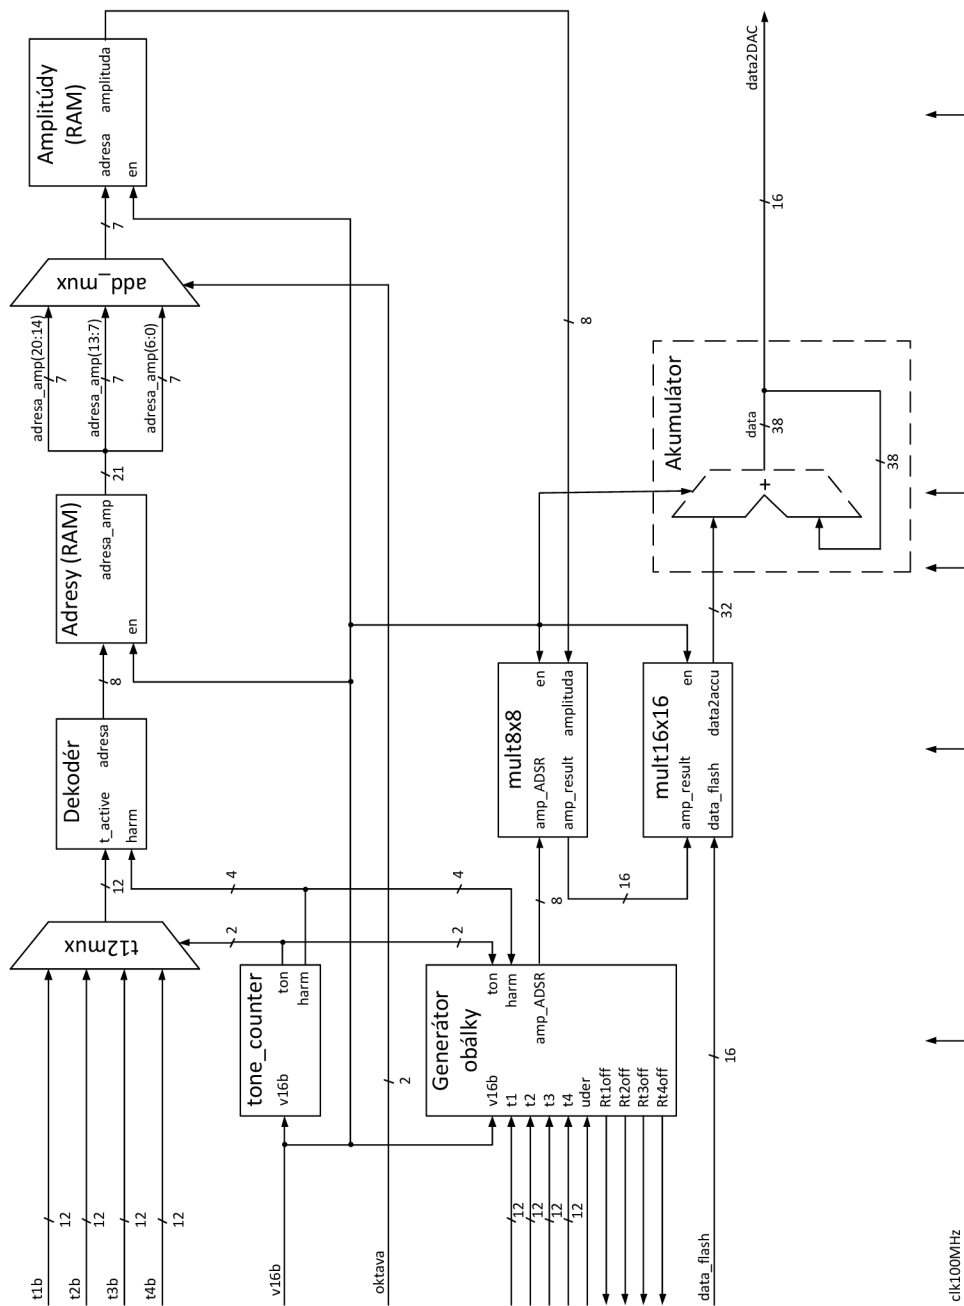 t1b
t2b
t3b
t4b
12
12
12
12
t12mux
12
Dekodér
t_active
harm
adresa
8
Adresy (RAM)
en
adresa_amp
21
adresa_amp(20:14)
7
adresa_amp(13:7)
7
adresa_amp(6:0)
7
add_mux
7
Amplitúdy
(RAM)
adresa
en
amplituda
v16b
tone_counter
v16b
ton
harm
2
2
4
4
oktava
2
8
Generátor
obálky
v16b
t1
t2
t3
t4
uder
Rt1off
Rt2off
Rt3off
Rt4off
ton
harm
amp_ADSR
12
12
12
12
8
mult8x8
amp_ADSR
amp_result
en
amplituda
16
mult16x16
amp_result
data_flash
en
data2accu
data_flash
16
32
Akumulátor
+
data
38
38
16
data2DAC
clk100MHz